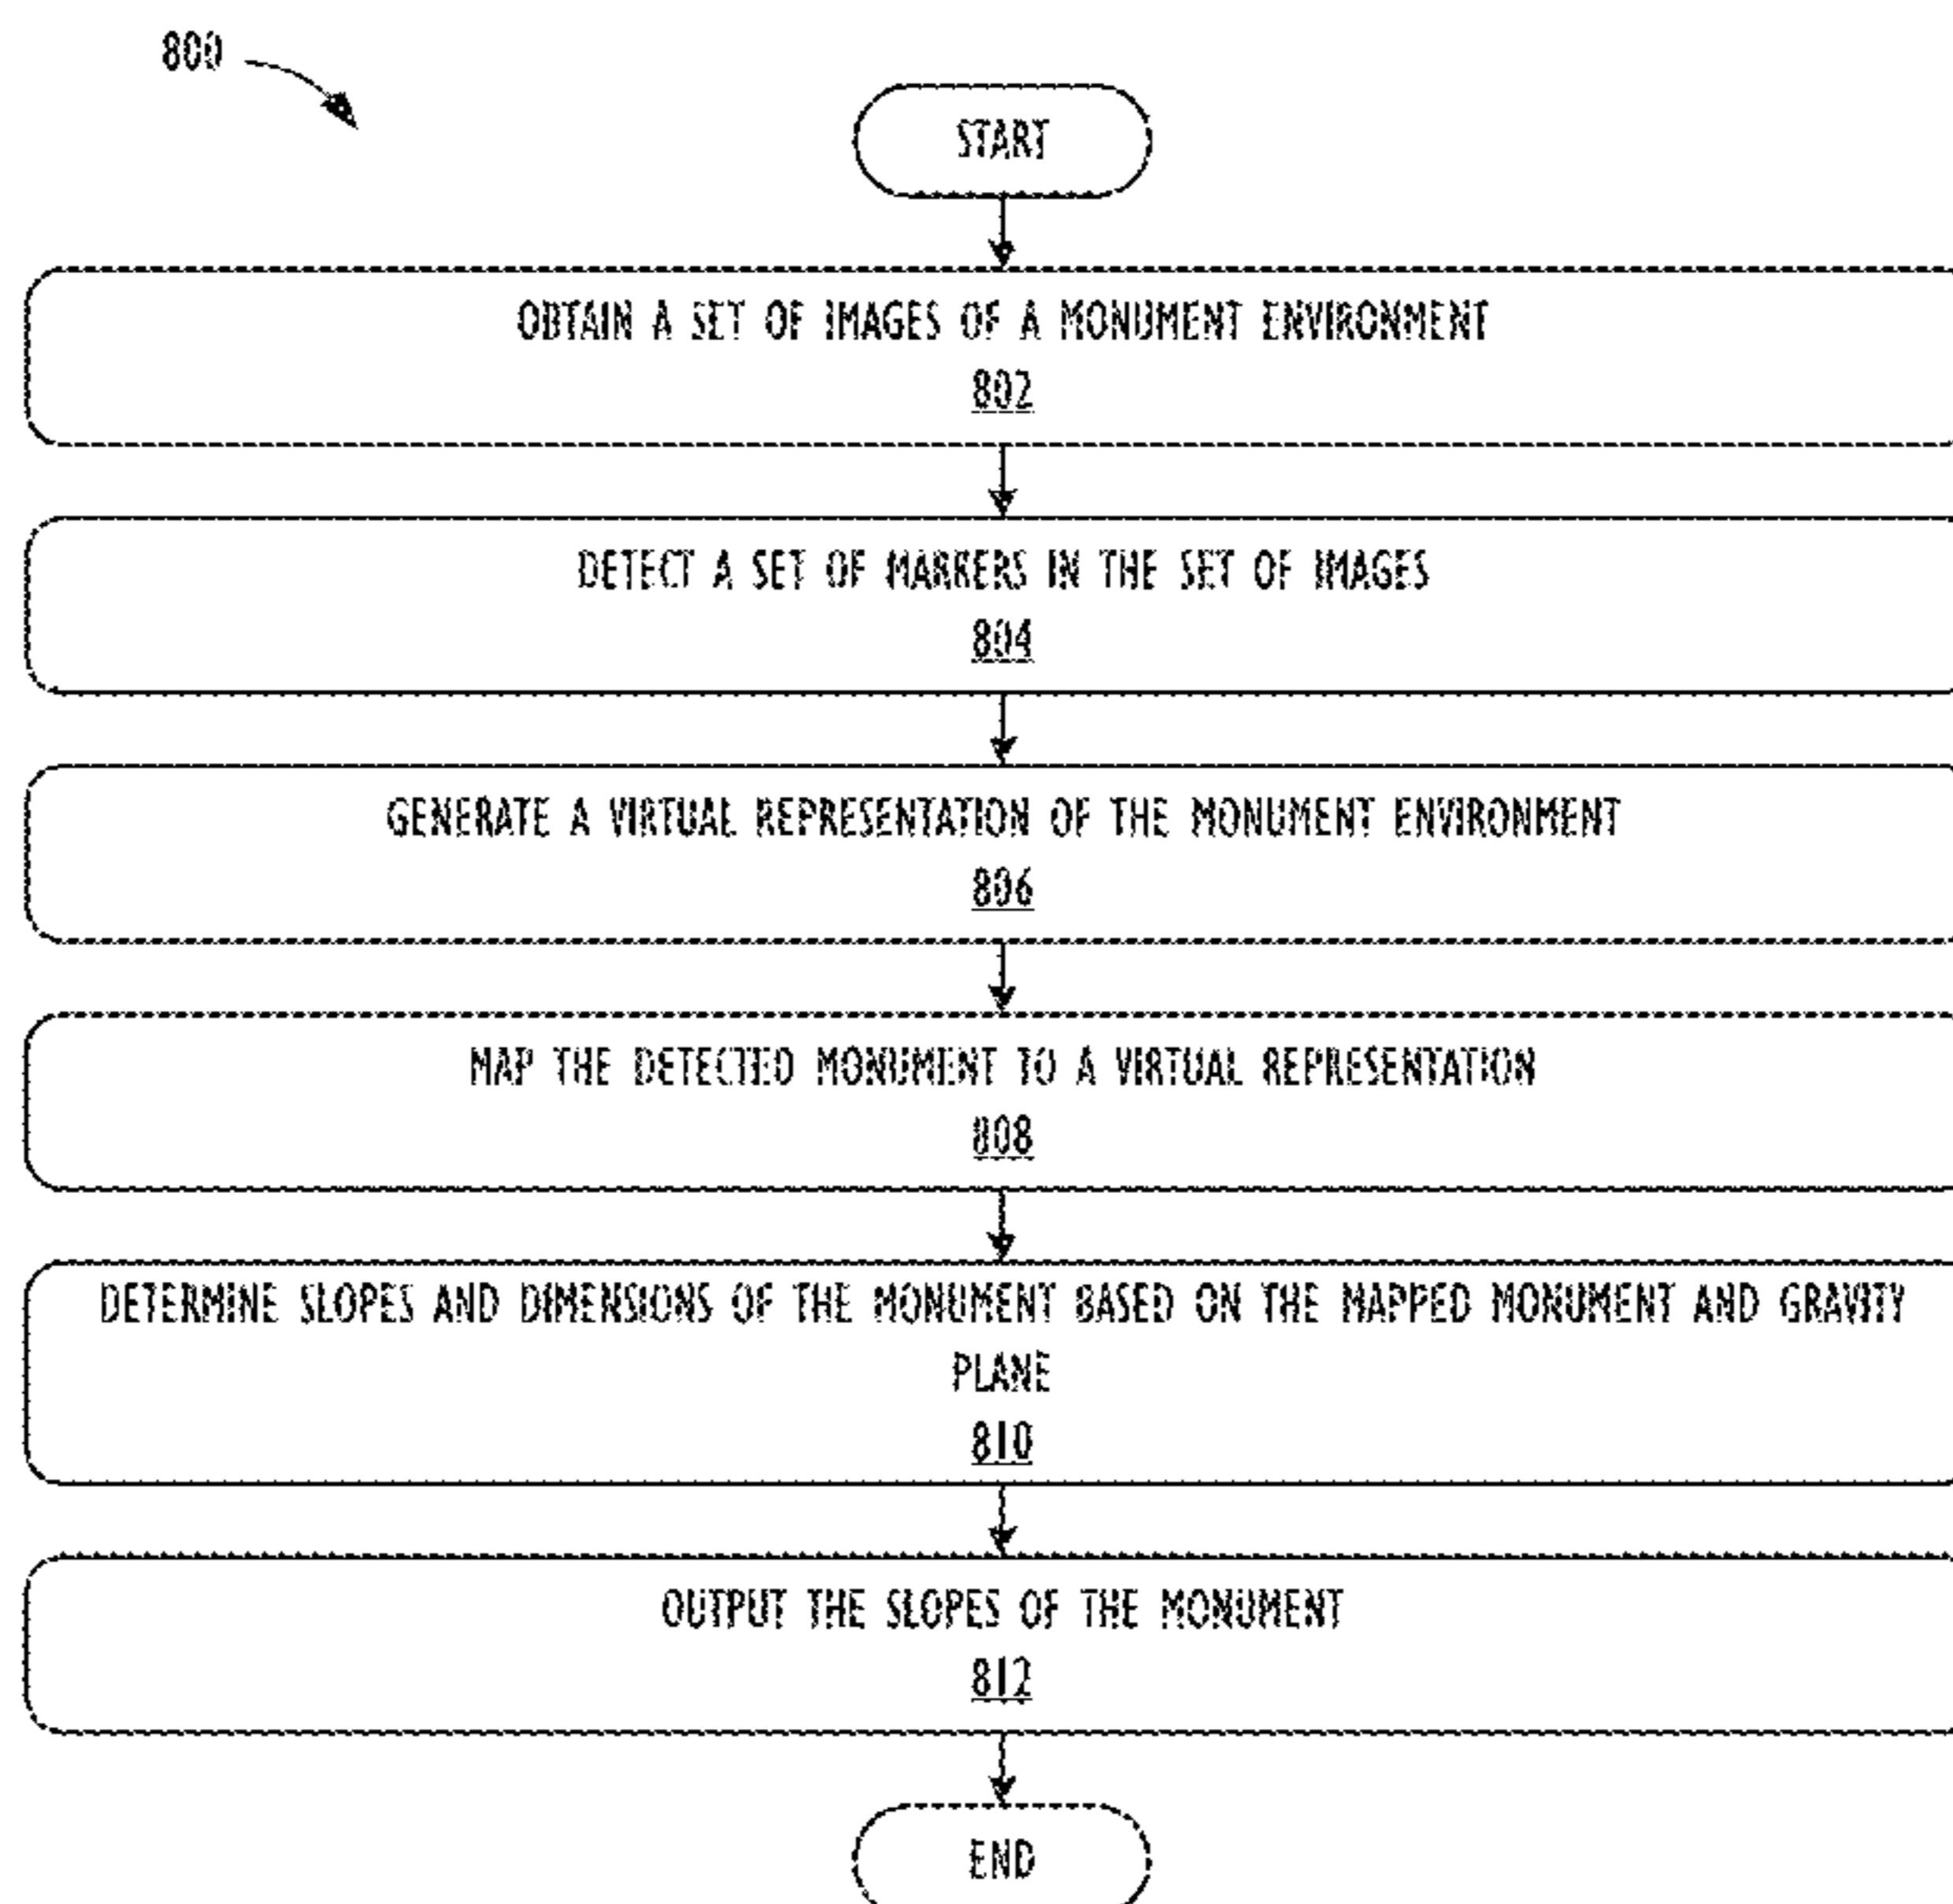 800
START
OBTAIN A SET OF IMAGES OF A MONUMENT ENVIRONMENT
802
DETECT A SET OF MARKERS IN THE SET OF IMAGES
804
GENERATE A VIRTUAL REPRESENTATION OF THE MONUMENT ENVIRONMENT
806
MAP THE DETECTED MONUMENT TO A VIRTUAL REPRESENTATION
808
DETERMINE SLOPES AND DIMENSIONS OF THE MONUMENT BASED ON THE MAPPED MONUMENT AND GRAVITY
PLANE
810
OUTPUT THE SLOPES OF THE MONUMENT
812
END